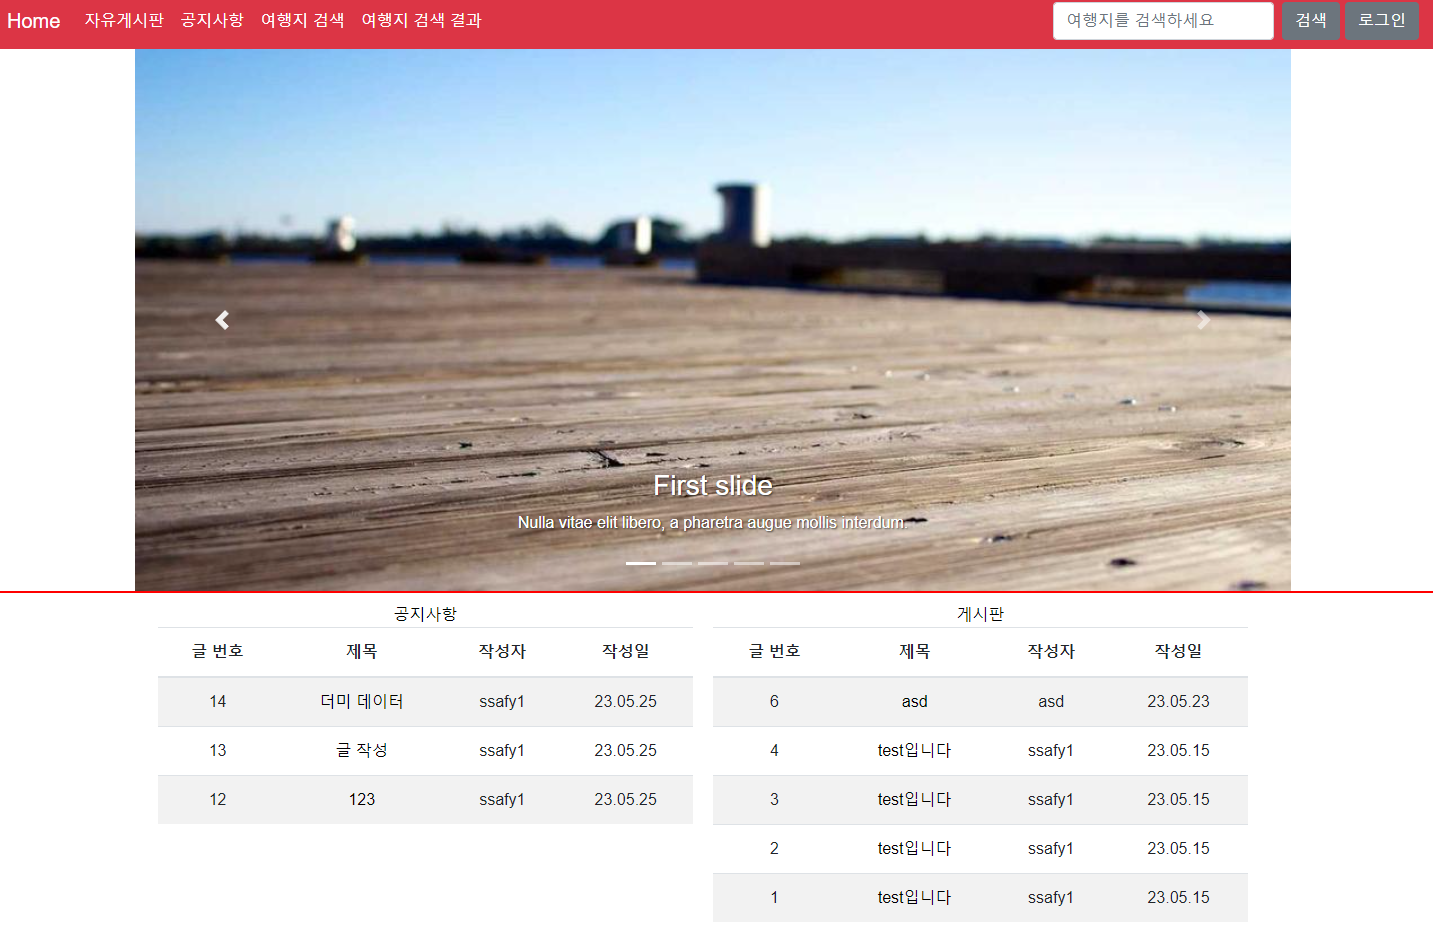 Home 자유게시판 공지사항 여행지 검색 여행지 검색 결과 여행지를 검색하세요 검색 로그인
First slide
Nulla vitae elit libero, a pharetra augue mollis interdum.
공지사항
글 번호 제목 작성자 작성일
14 더미 데이터 ssafy1 23.05.25
13 글 작성 ssafy1 23.05.25
12 123 ssafy1 23.05.25
게시판
글 번호 제목 작성자 작성일
6 asd asd 23.05.23
4 test입니다 ssafy1 23.05.15
3 test입니다 ssafy1 23.05.15
2 test입니다 ssafy1 23.05.15
1 test입니다 ssafy1 23.05.15